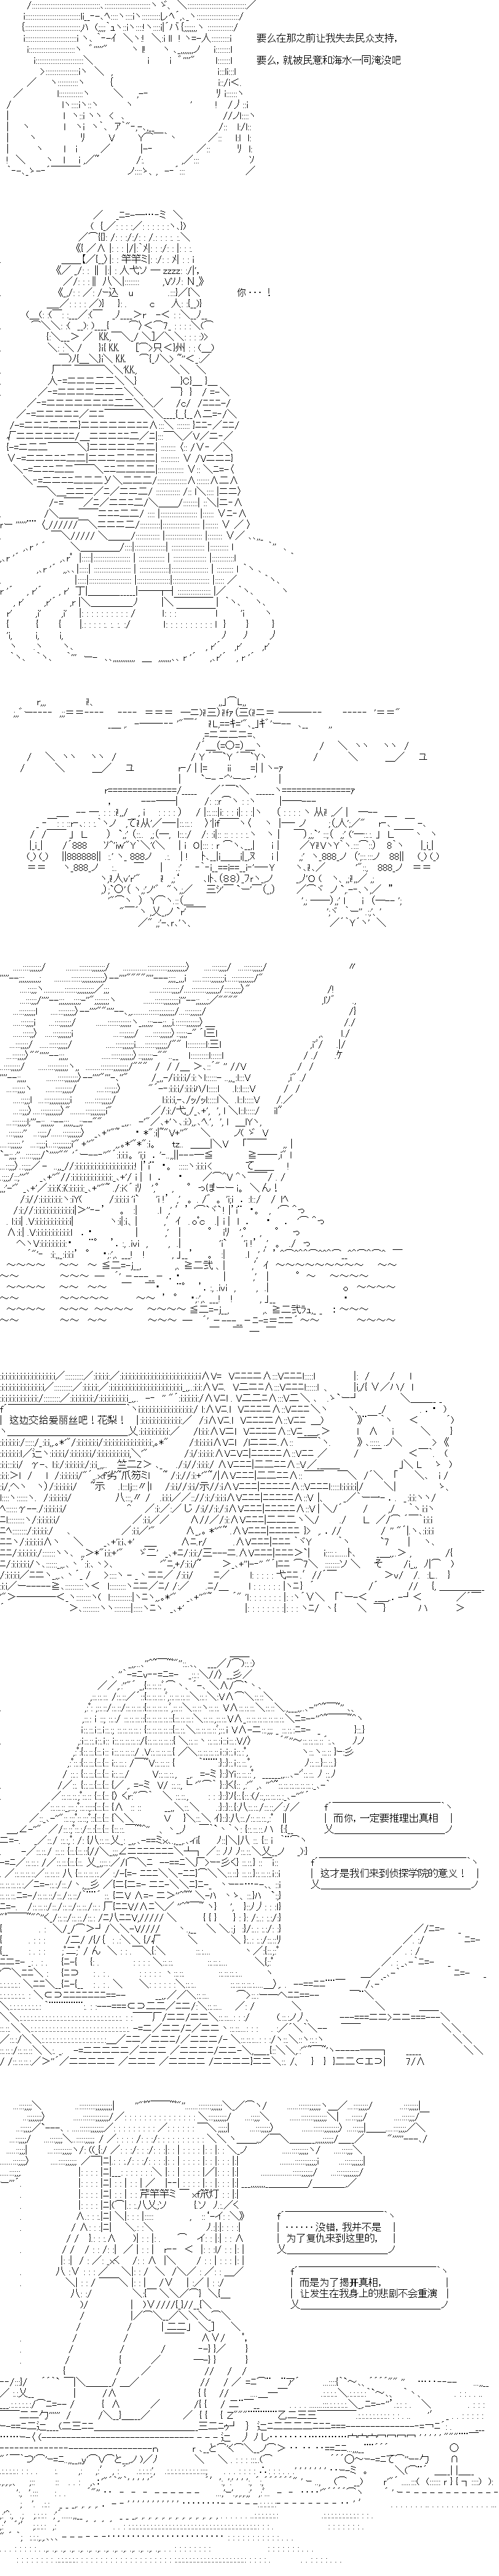 要么在那之前让我失去民众支持，
要么，就被民意和海水一同淹没吧
你・・・！
这边交给爱丽丝吧！花梨！
而你，一定要推理出真相
这才是我们来到侦探学院的意义！
・・・・・・没错，我并不是
为了复仇来到这里的，
而是为了揭开真相，
让发生在我身上的悲剧不会重演